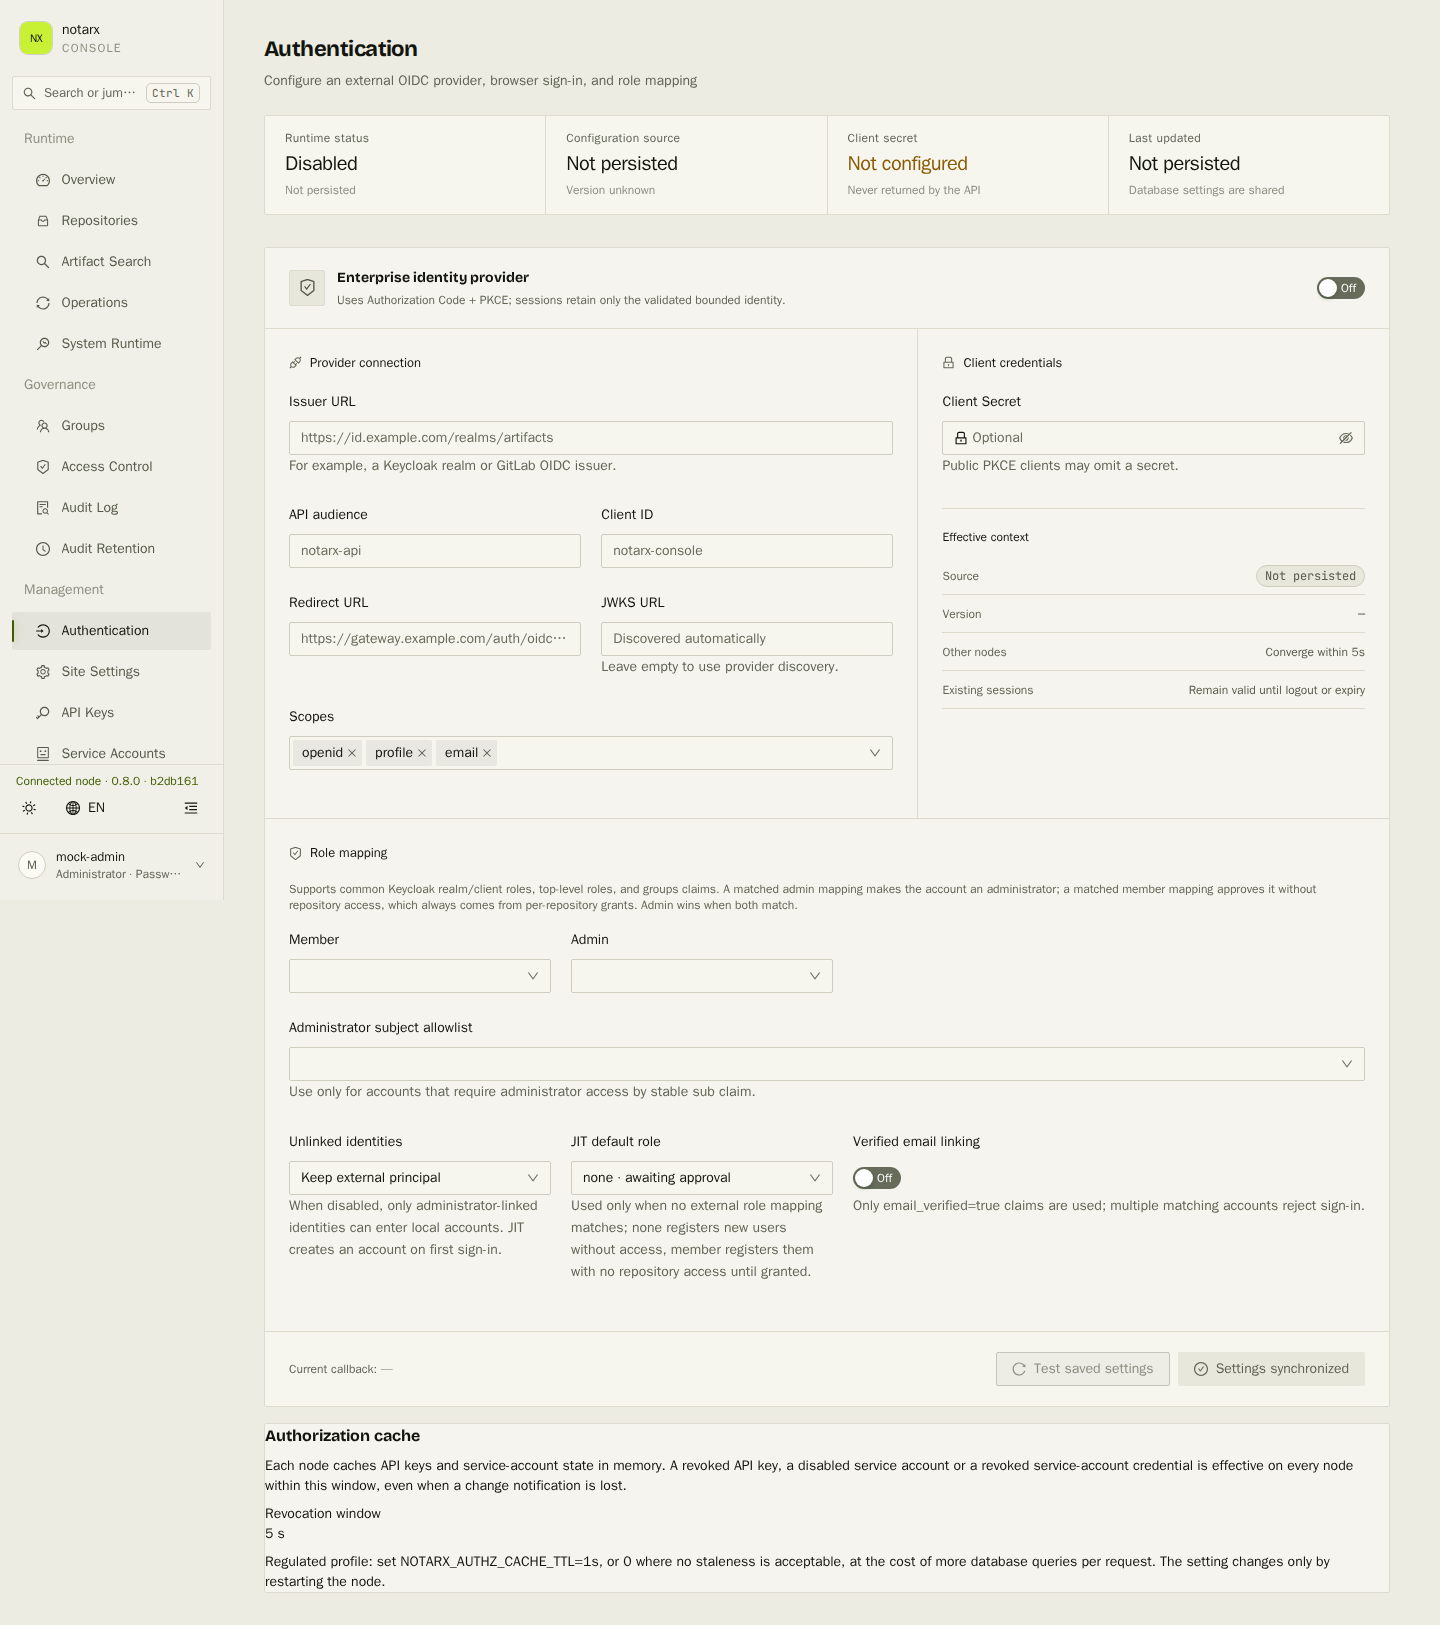 NX
notarx
CONSOLE
Search or jum···
Ctrl K
Runtime
Overview
Repositories
Artifact Search
Operations
System Runtime
Governance
Groups
Access Control
Audit Log
Audit Retention
Management
Authentication
Site Settings
API Keys
Service Accounts
Connected node · 0.8.0 · b2db161
EN
M
mock-admin
Administrator · Passw···
Authentication
Configure an external OIDC provider, browser sign-in, and role mapping
Runtime status
Disabled
Not persisted
Configuration source
Not persisted
Version unknown
Client secret
Not configured
Never returned by the API
Last updated
Not persisted
Database settings are shared
Enterprise identity provider
Uses Authorization Code + PKCE; sessions retain only the validated bounded identity.
Off
Provider connection
Issuer URL
https://id.example.com/realms/artifacts
For example, a Keycloak realm or GitLab OIDC issuer.
API audience
notarx-api
Client ID
notarx-console
Redirect URL
https://gateway.example.com/auth/oidc···
JWKS URL
Discovered automatically
Leave empty to use provider discovery.
Scopes
openid
profile
email
Client credentials
Client Secret
Optional
Public PKCE clients may omit a secret.
Effective context
Source
Not persisted
Version
–
Other nodes
Converge within 5s
Existing sessions
Remain valid until logout or expiry
Role mapping
Supports common Keycloak realm/client roles, top-level roles, and groups claims. A matched admin mapping makes the account an administrator; a matched member mapping approves it without
repository access, which always comes from per-repository grants. Admin wins when both match.
Member
Admin
Administrator subject allowlist
Use only for accounts that require administrator access by stable sub claim.
Unlinked identities
Keep external principal
When disabled, only administrator-linked
identities can enter local accounts. JIT
creates an account on first sign-in.
JIT default role
none · awaiting approval
Used only when no external role mapping
matches; none registers new users
without access, member registers them
with no repository access until granted.
Verified email linking
Off
Only email_verified=true claims are used; multiple matching accounts reject sign-in.
Current callback: —
Test saved settings
Settings synchronized
Authorization cache
Each node caches API keys and service-account state in memory. A revoked API key, a disabled service account or a revoked service-account credential is effective on every node
within this window, even when a change notification is lost.
Revocation window
5 s
Regulated profile: set NOTARX_AUTHZ_CACHE_TTL=1s, or 0 where no staleness is acceptable, at the cost of more database queries per request. The setting changes only by
restarting the node.